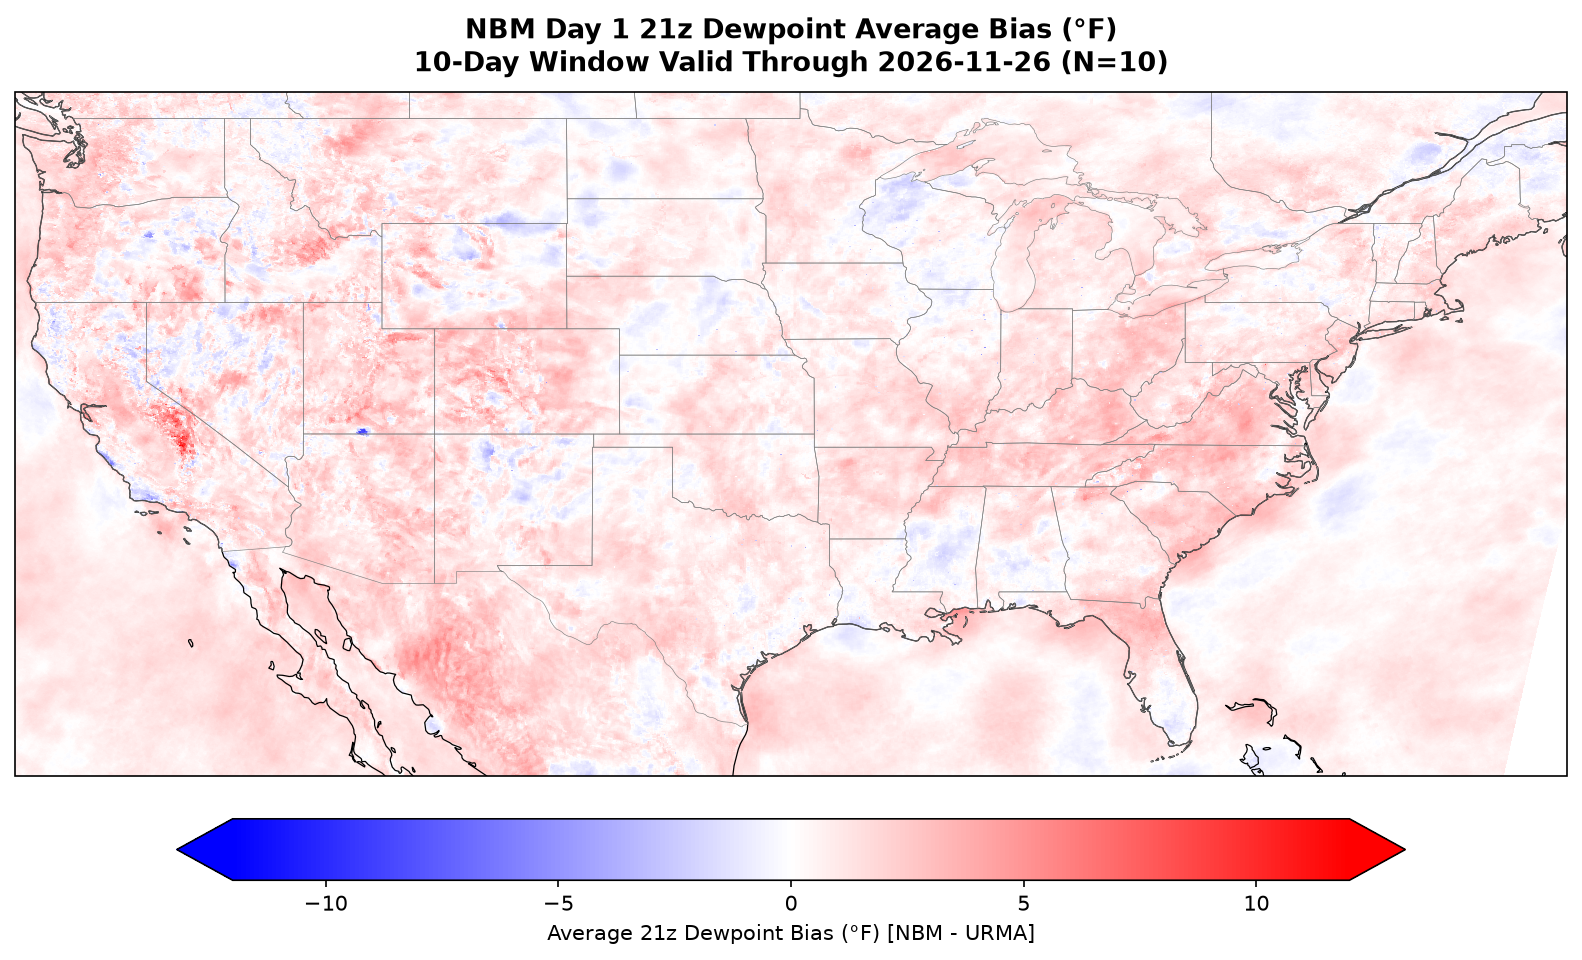 NBM Day 1 21z Dewpoint Average Bias (°F)
10-Day Window Valid Through 2026-11-26 (N=10)
−10 −5 0 5 10
Average 21z Dewpoint Bias (°F) [NBM - URMA]